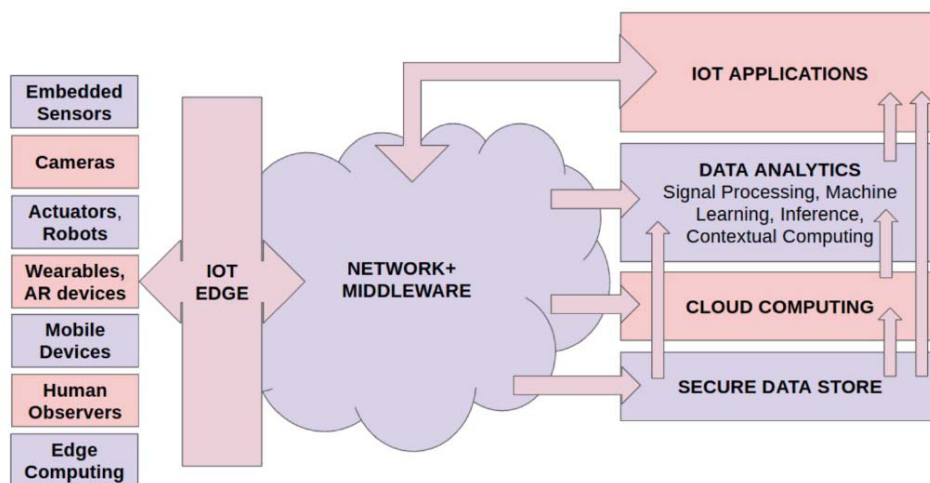 Embedded
Sensors
Cameras
Actuators,
Robots
Wearables,
AR devices
Mobile
Devices
Human
Observers
Edge
Computing
IOT
EDGE
NETWORK+
MIDDLEWARE
IOT APPLICATIONS
DATA ANALYTICS
Signal Processing, Machine
Learning, Inference,
Contextual Computing
CLOUD COMPUTING
SECURE DATA STORE